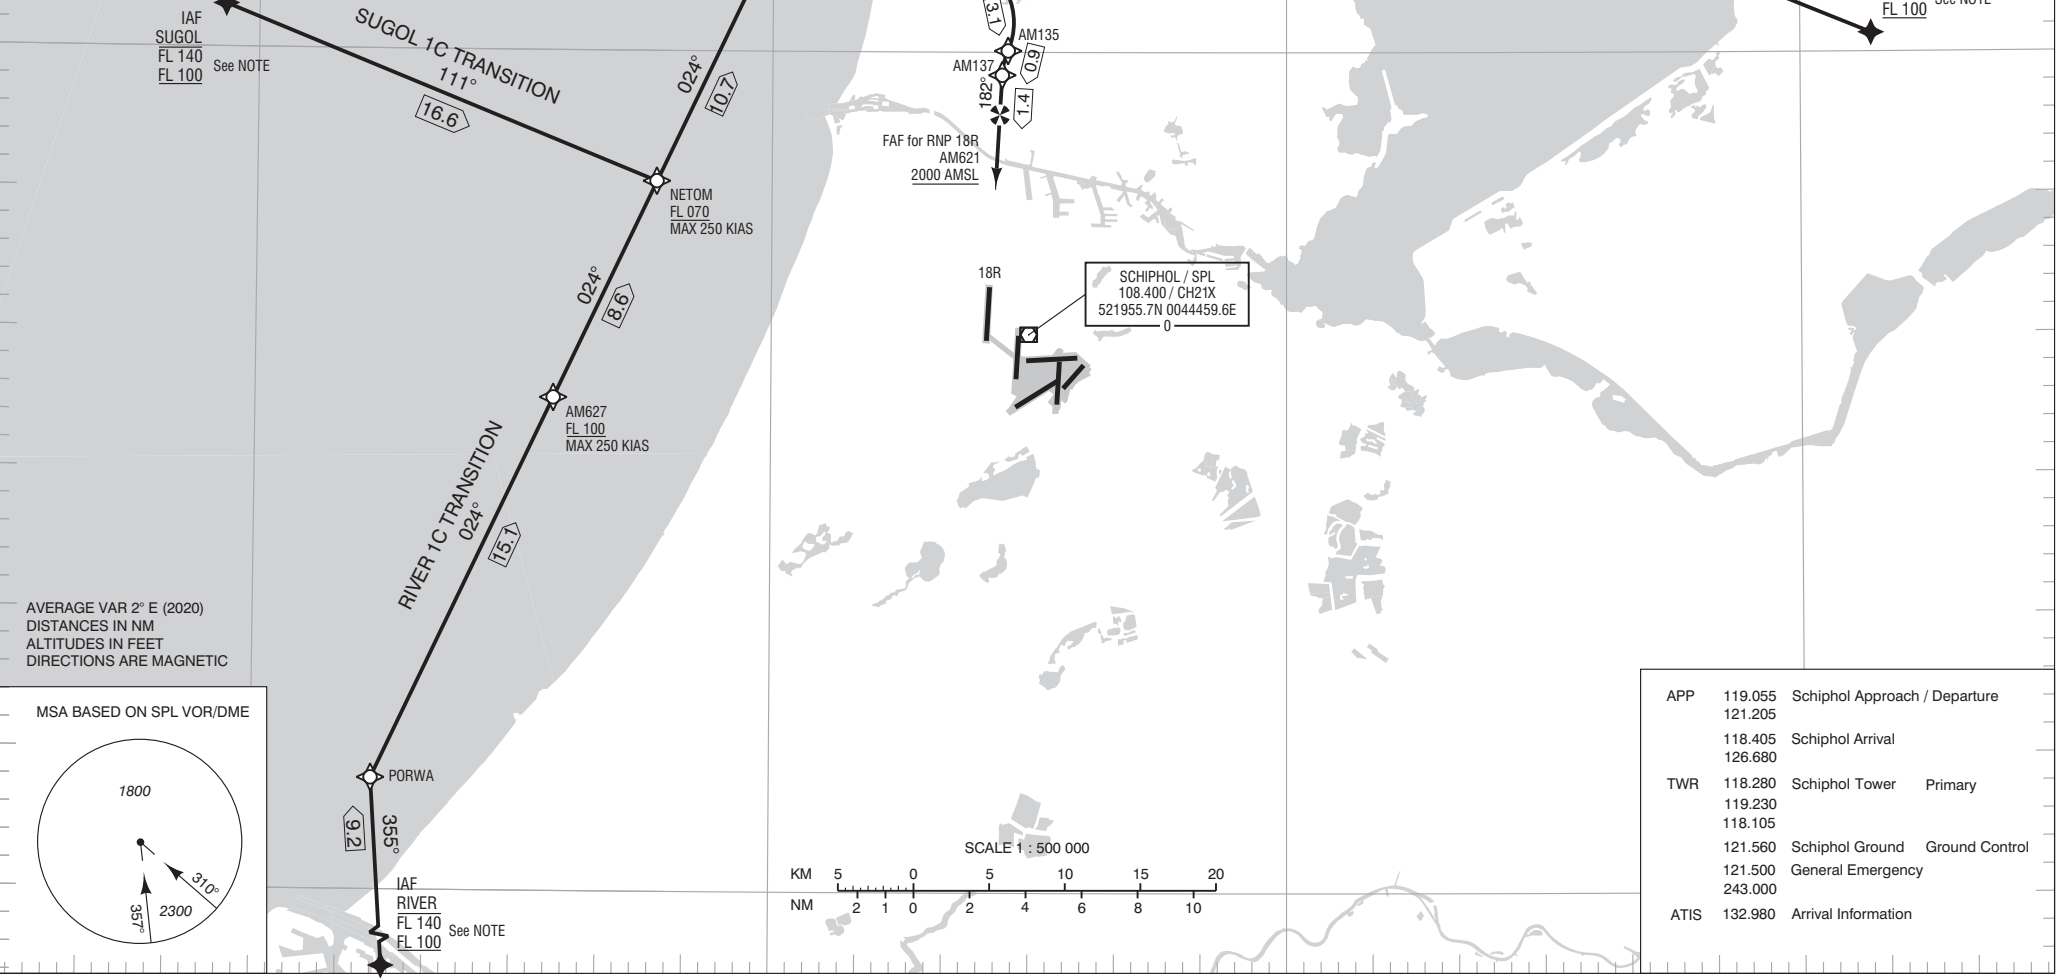 IAF
SUGOL
FL 140
FL 100
See NOTE
SUGOL 1C TRANSITION
111°
16.6
024°
10.7
NETOM
FL 070
MAX 250 KIAS
024°
8.6
AM627
FL 100
MAX 250 KIAS
RIVER 1C TRANSITION
024°
15.1
PORWA
9.2
355°
IAF
RIVER
FL 140
FL 100
See NOTE
3.1
AM135
0.9
AM137
182°
1.4
FAF for RNP 18R
AM621
2000 AMSL
18R
SCHIPHOL / SPL
108.400 / CH21X
521955.7N 0044459.6E
0
FL 100
See NOTE
AVERAGE VAR 2° E (2020)
DISTANCES IN NM
ALTITUDES IN FEET
DIRECTIONS ARE MAGNETIC
MSA BASED ON SPL VOR/DME
1800
310°
357°
2300
SCALE 1 : 500 000
KM 5 0 5 10 15 20
NM 2 1 0 2 4 6 8 10
APP 119.055 Schiphol Approach / Departure
121.205
118.405 Schiphol Arrival
126.680
TWR 118.280 Schiphol Tower Primary
119.230
118.105
121.560 Schiphol Ground Ground Control
121.500 General Emergency
243.000
ATIS 132.980 Arrival Information